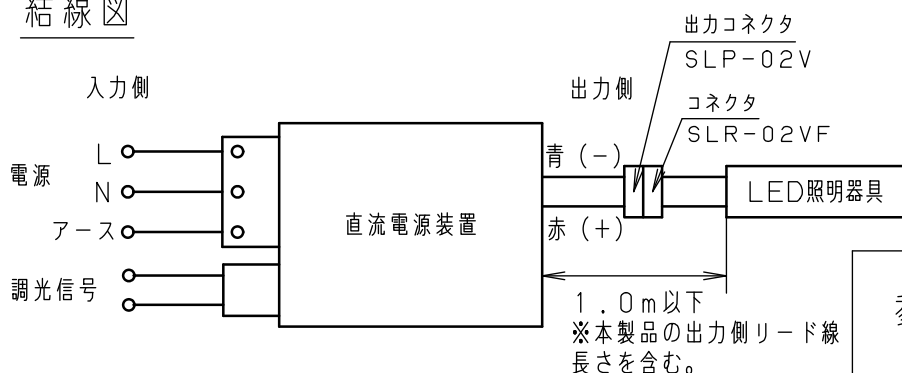 結線図
入力側
電源
L
N
アース
調光信号
直流電源装置
出力側
出力コネクタ
SLP-02V
コネクタ
SLR-02VF
青 (-)
赤 (+)
LED照明器具
1.0m以下
※本製品の出力側リード線
長さを含む。